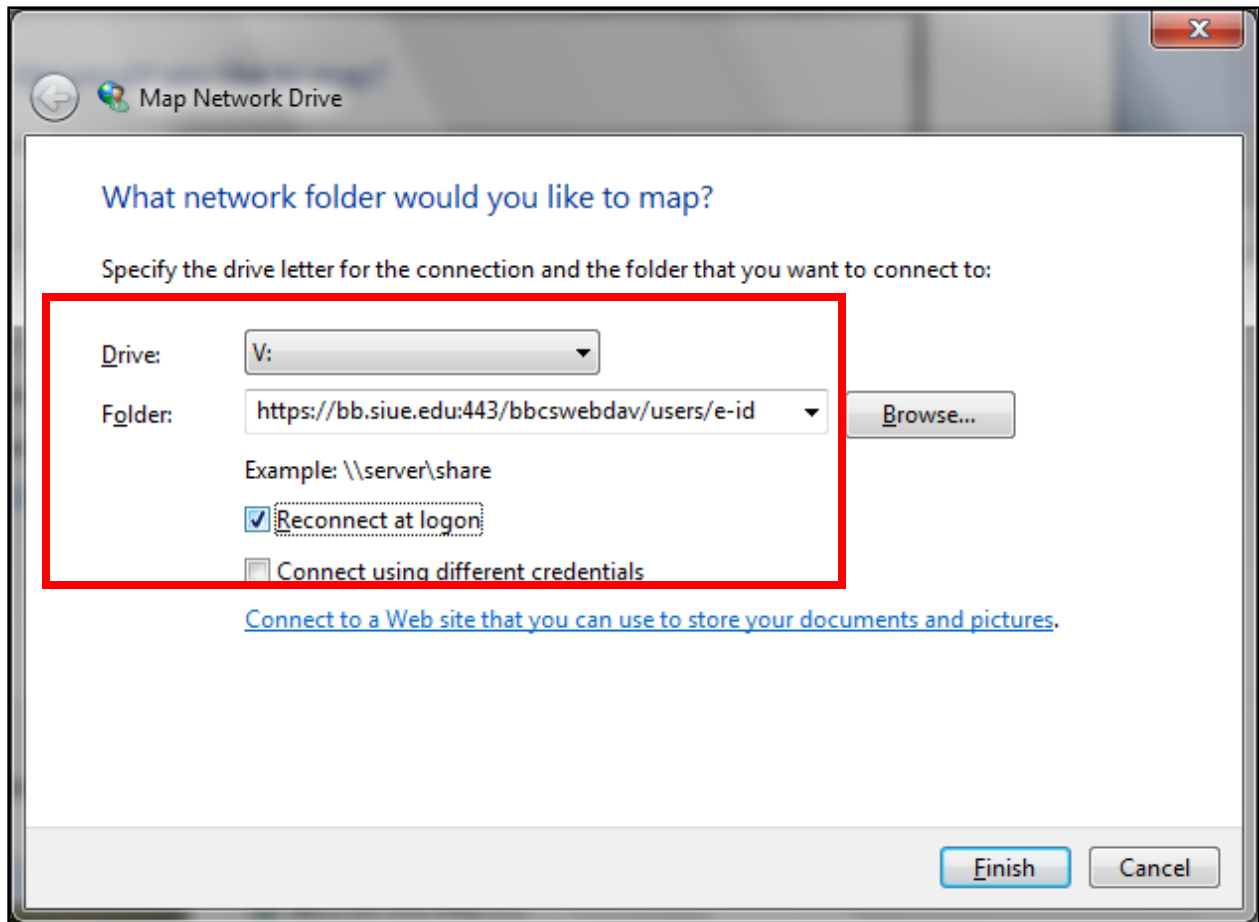 Map Network Drive
What network folder would you like to map?
Specify the drive letter for the connection and the folder that you want to connect to:
Drive: V:
Folder: https://bb.siue.edu:443/bbcswebdav/users/e-id Browse...
Example: \\server\share
Reconnect at logon
Connect using different credentials
Connect to a Web site that you can use to store your documents and pictures.
Finish Cancel